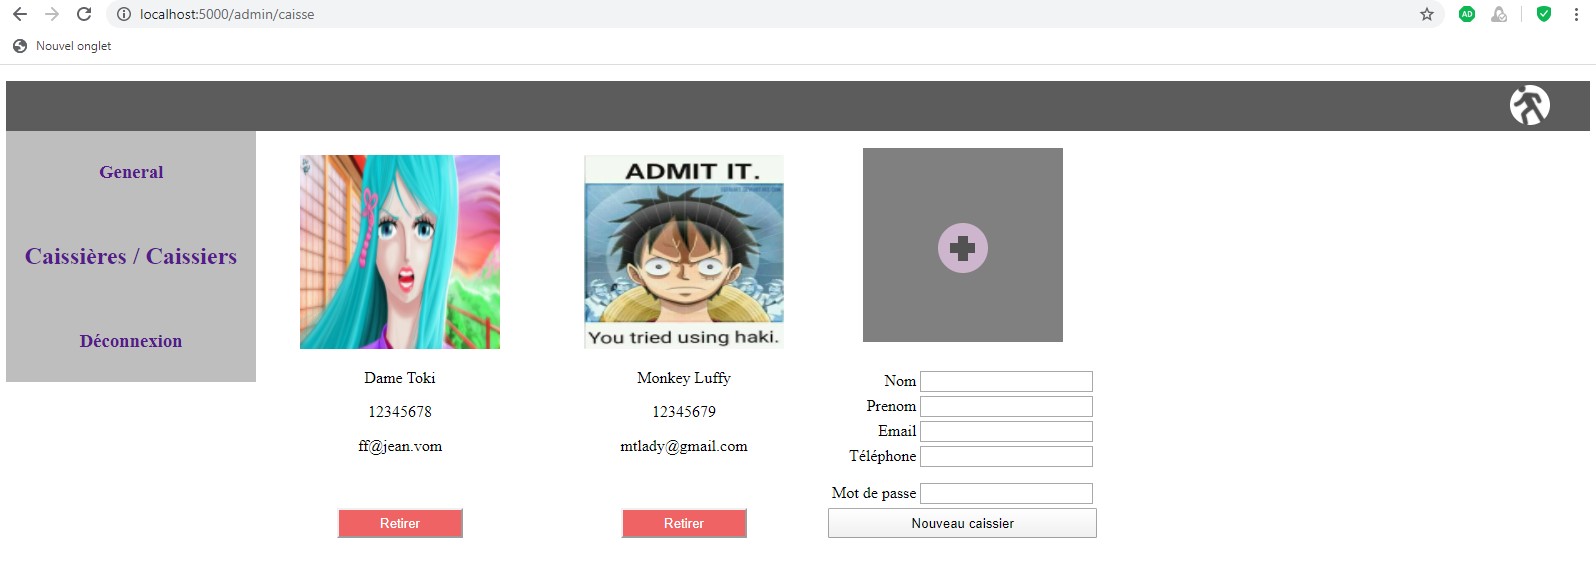 localhost:5000/admin/caisse
AD
Nouvel onglet
General
Caissières / Caissiers
Déconnexion
Dame Toki
12345678
ff@jean.vom
Retirer
ADMIT IT.
You tried using haki.
Monkey Luffy
12345679
mtlady@gmail.com
Retirer
Nom
Prenom
Email
Téléphone
Mot de passe
Nouveau caissier